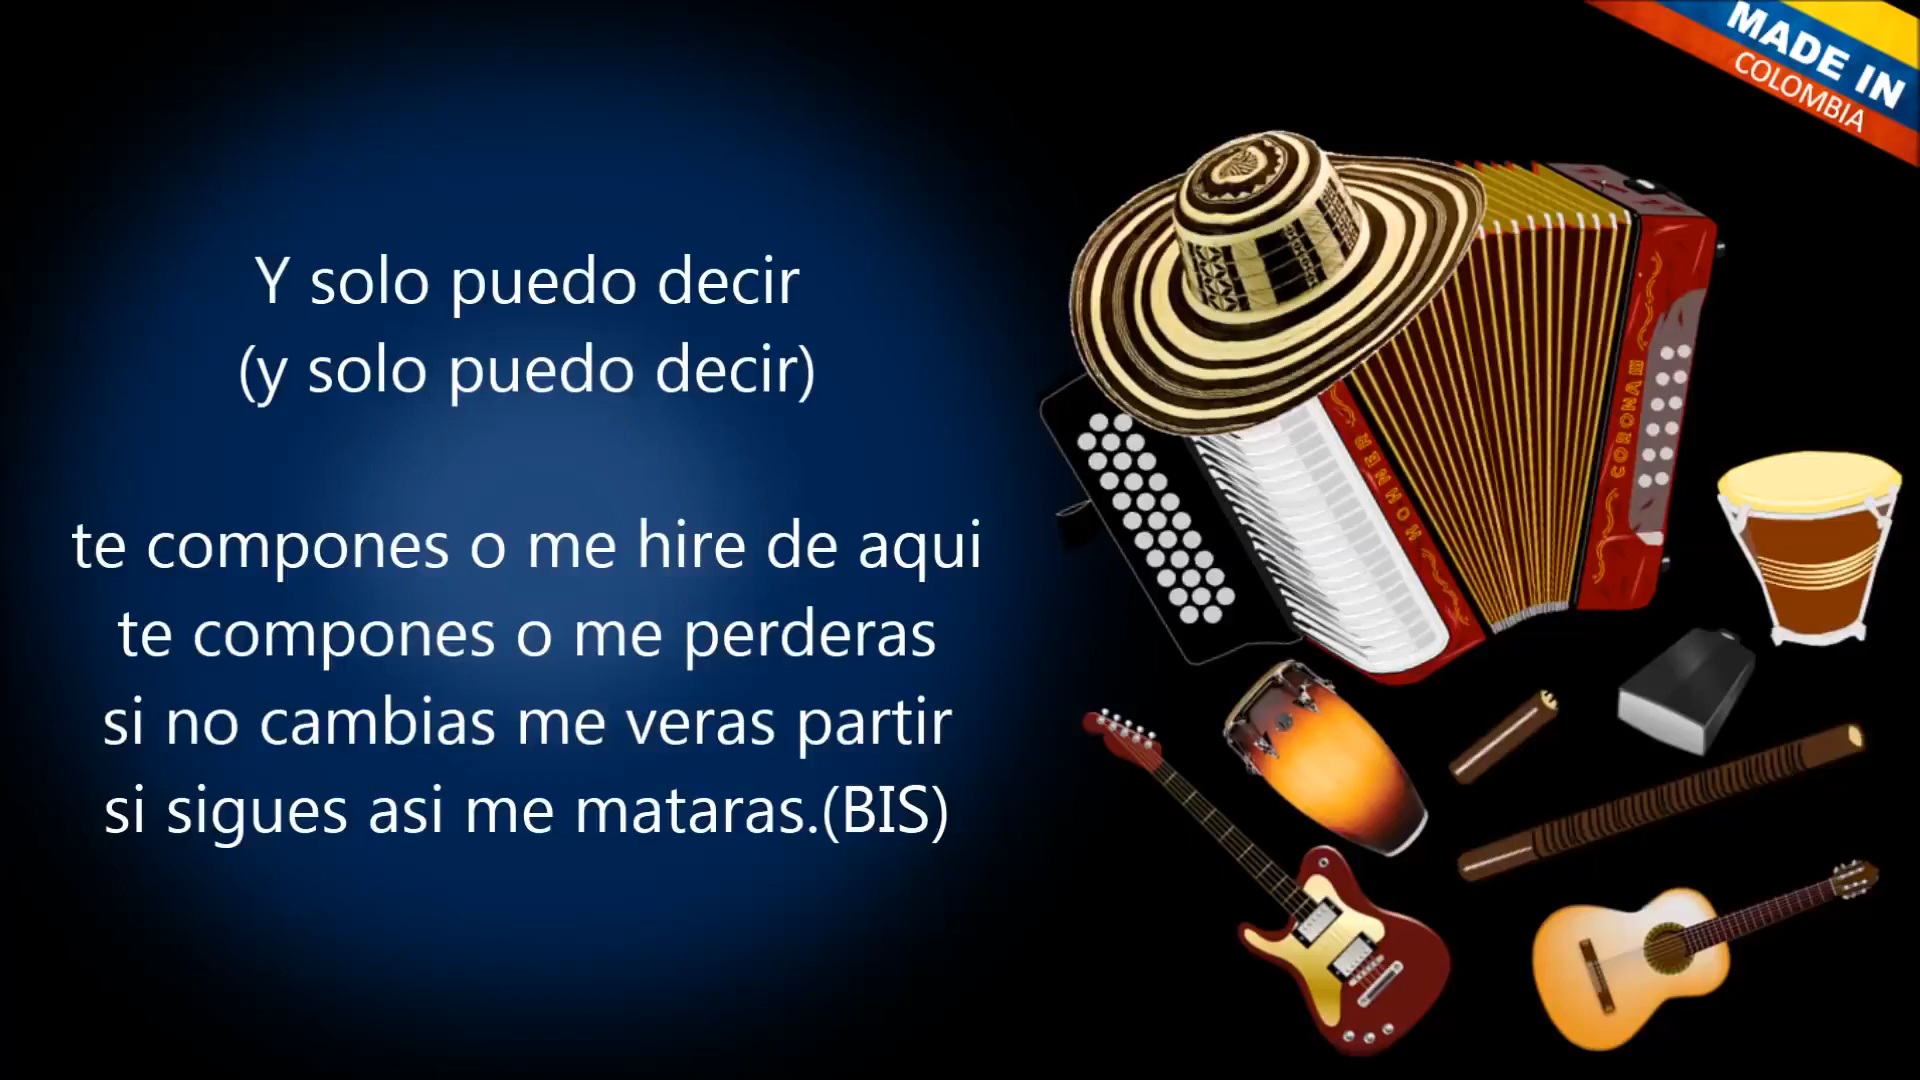 MADE IN
COLOMBIA
Y solo puedo decir
(y solo puedo decir)
te compones o me hire de aqui
te compones o me perderas
si no cambias me veras partir
si sigues asi me mataras.(BIS)
HOHNER
CORONA III